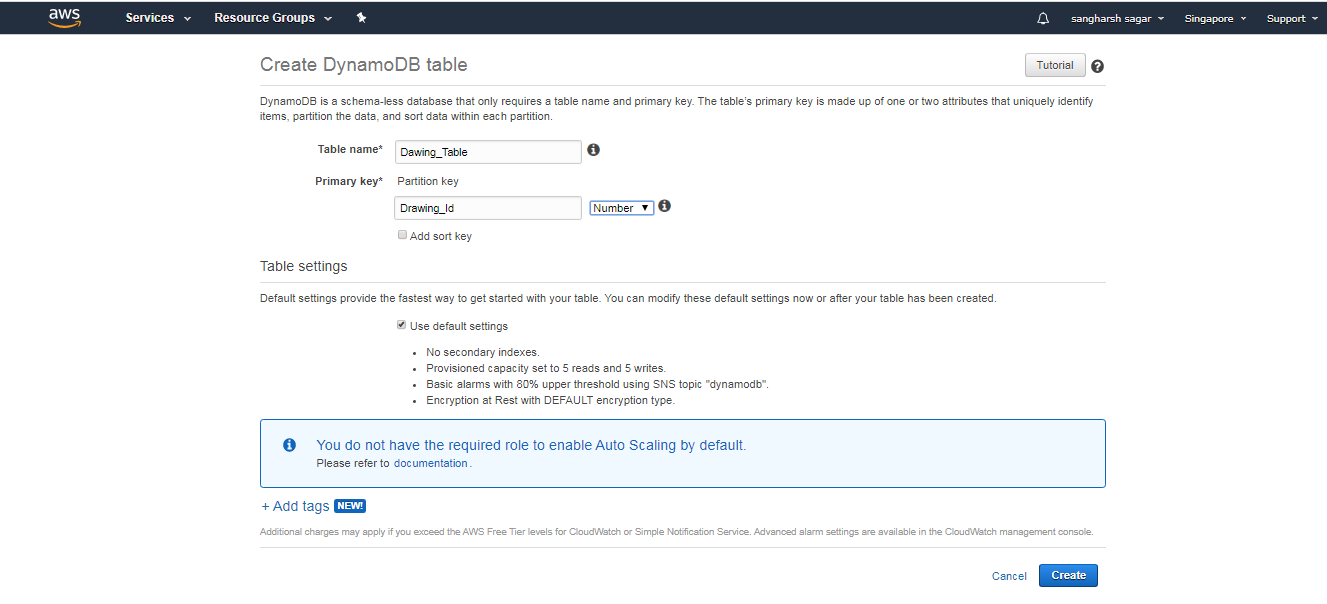 aws Services Resource Groups sangharsh sagar Singapore Support
Create DynamoDB table Tutorial
DynamoDB is a schema-less database that only requires a table name and primary key. The table's primary key is made up of one or two attributes that uniquely identify
items, partition the data, and sort data within each partition.
Table name* Dawing_Table
Primary key* Partition key
Drawing_Id Number
Add sort key
Table settings
Default settings provide the fastest way to get started with your table. You can modify these default settings now or after your table has been created.
Use default settings
• No secondary indexes.
• Provisioned capacity set to 5 reads and 5 writes.
• Basic alarms with 80% upper threshold using SNS topic "dynamodb".
• Encryption at Rest with DEFAULT encryption type.
You do not have the required role to enable Auto Scaling by default.
Please refer to documentation.
+ Add tags NEW!
Additional charges may apply if you exceed the AWS Free Tier levels for CloudWatch or Simple Notification Service. Advanced alarm settings are available in the CloudWatch management console.
Cancel Create